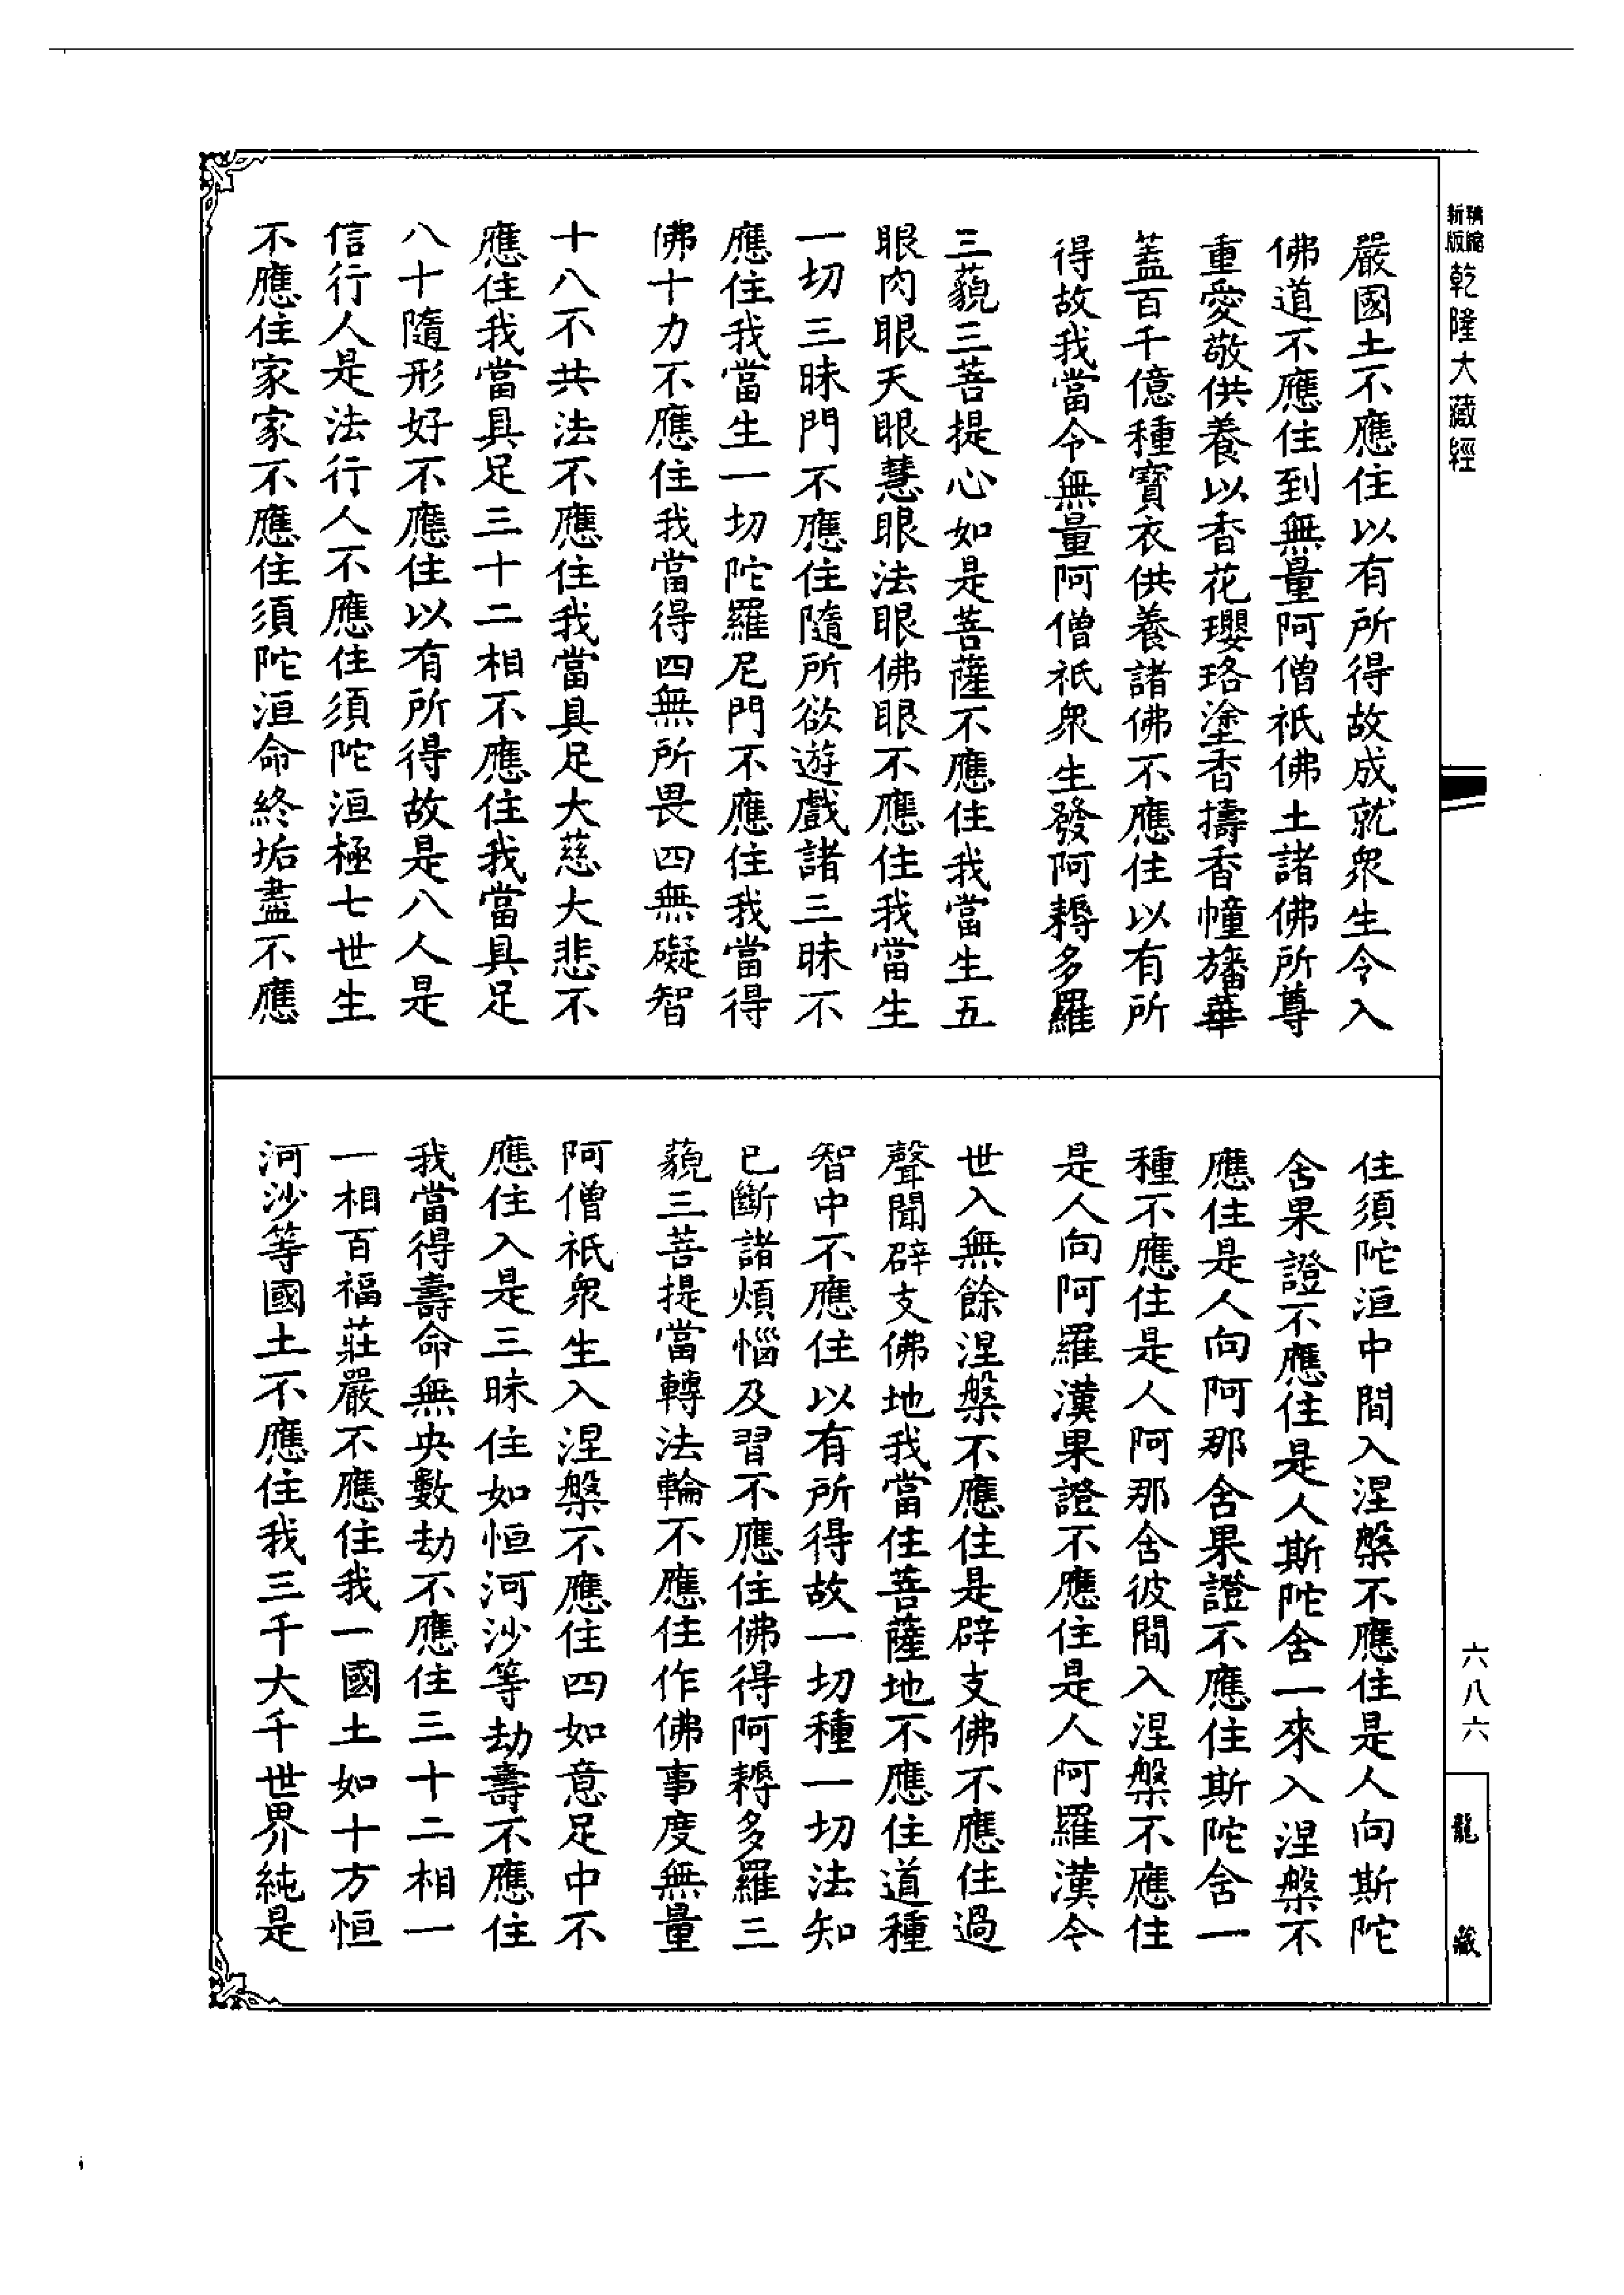 精縮新版乾隆大藏經
嚴國土不應住以有所得故成就衆生令入
佛道不應住到無量阿僧祇佛土諸佛所尊
重愛敬供養以香花瓔珞塗香擣香幢旛華
蓋百千億種寶衣供養諸佛不應住以有所
得故我當令無量阿僧祇衆生發阿耨多羅
三藐三菩提心如是菩薩不應住我當生五
眼肉眼天眼慧眼法眼佛眼不應住我當生
一切三昧門不應住隨所欲遊戲諸三昧不
應住我當生一切陀羅尼門不應住我當得
佛十力不應住我當得四無所畏四無礙智
十八不共法不應住我當具足大慈大悲不
應住我當具足三十二相不應住我當具足
八十隨形好不應住以有所得故是八人是
信行人是法行人不應住須陀洹極七世生
不應住家家不應住須陀洹命終垢盡不應
住須陀洹中間入涅槃不應住是人向斯陀
舍果證不應住是人斯陀舍一來入涅槃不
應住是人向阿那舍果證不應住斯陀舍一
種不應住是人阿那舍彼間入涅槃不應住
是人向阿羅漢果證不應住是人阿羅漢令
世入無餘涅槃不應住是辟支佛不應住過
聲聞辟支佛地我當住菩薩地不應住道種
智中不應住以有所得故一切種一切法知
已斷諸煩惱及習不應住佛得阿耨多羅三
藐三菩提當轉法輪不應住作佛事度無量
阿僧祇衆生入涅槃不應住四如意足中不
應住入是三昧住如恒河沙等劫壽不應住
我當得壽命無央數劫不應住三十二相一
一相百福莊嚴不應住我一國土如十方恒
河沙等國土不應住我三千大千世界純是
六八六
龍藏